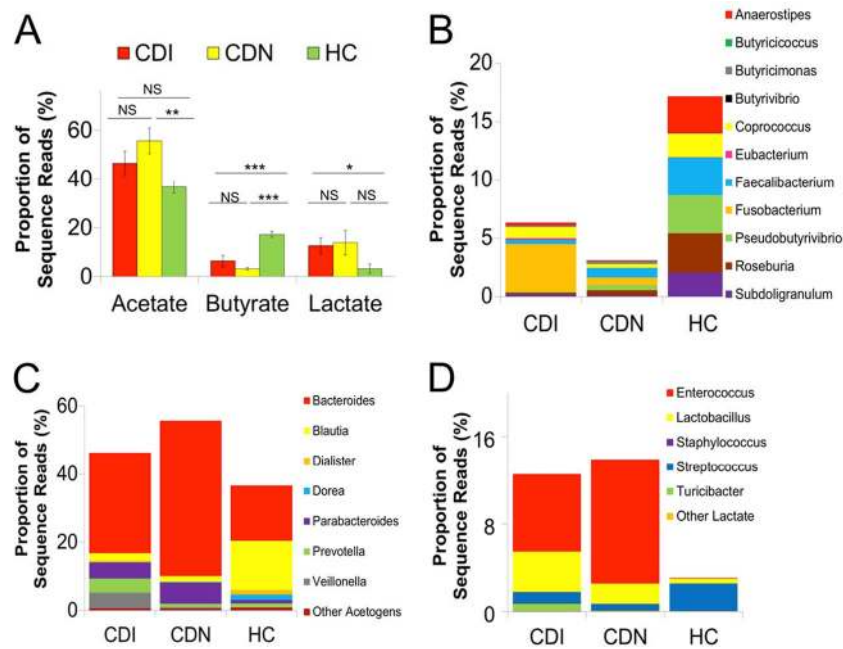 A
CDI CDN HC
NS
NS **
***
NS ***
*
NS NS
Proportion of
Sequence Reads (%)
60
40
20
0
Acetate Butyrate Lactate
B
Proportion of
Sequence Reads (%)
20
15
10
5
0
CDI CDN HC
Anaerostipes
Butyricicoccus
Butyricimonas
Butyrivibrio
Coprococcus
Eubacterium
Faecalibacterium
Fusobacterium
Pseudobutyrivibrio
Roseburia
Subdoligranulum
C
Proportion of
Sequence Reads (%)
60
40
20
0
CDI CDN HC
Bacteroides
Blautia
Dialister
Dorea
Parabacteroides
Prevotella
Veillonella
Other Acetogens
D
Proportion of
Sequence Reads (%)
16
8
0
CDI CDN HC
Enterococcus
Lactobacillus
Staphylococcus
Streptococcus
Turicibacter
Other Lactate